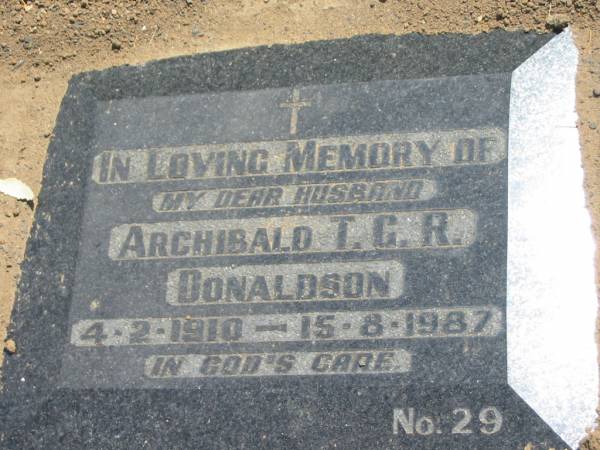 IN LOVING MEMORY OF
MY DEAR HUSBAND
ARCHIBALD T. G. R.
DONALDSON
4·2·1910 — 15·8·1987
IN GOD'S CARE.
No. 29